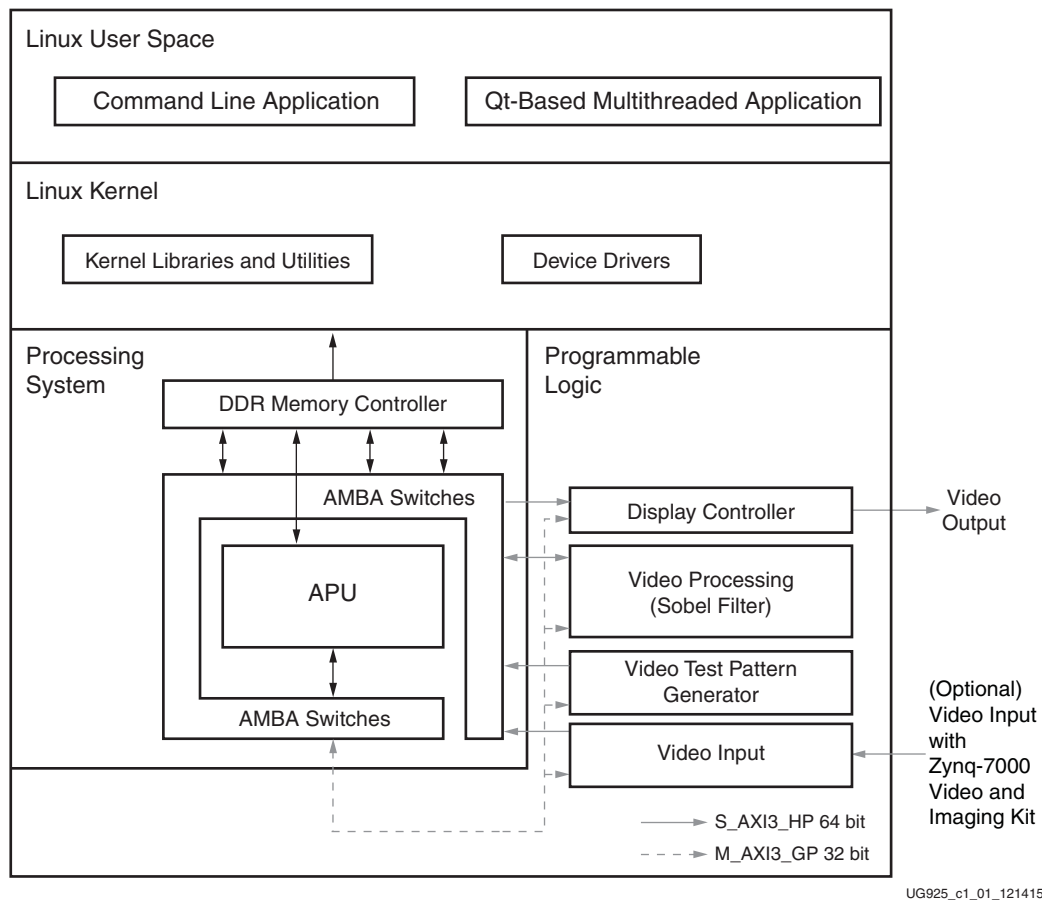 Linux User Space
Command Line Application
Qt-Based Multithreaded Application
Linux Kernel
Kernel Libraries and Utilities
Device Drivers
Processing
System
DDR Memory Controller
AMBA Switches
APU
AMBA Switches
Programmable
Logic
Display Controller
Video
Output
Video Processing
(Sobel Filter)
Video Test Pattern
Generator
Video Input
(Optional)
Video Input
with
Zynq-7000
Video and
Imaging Kit
S_AXI3_HP 64 bit
M_AXI3_GP 32 bit
UG925_c1_01_121415